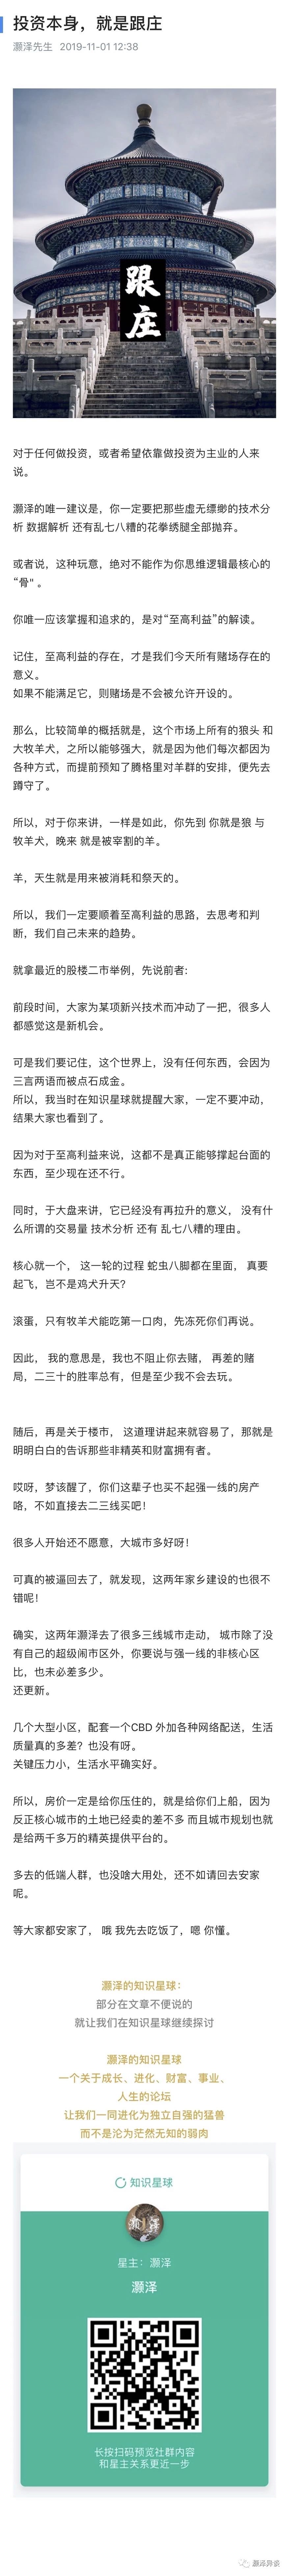 投资本身，就是跟庄
灏泽先生 2019-11-01 12:38
跟
庄
对于任何做投资，或者希望依靠做投资为主业的人来
说。
灏泽的唯一建议是，你一定要把那些虚无缥缈的技术分
析 数据解析 还有乱七八糟的花拳绣腿全部抛弃。
或者说，这种玩意，绝对不能作为你思维逻辑最核心的
“骨" 。
你唯一应该掌握和追求的，是对“至高利益”的解读。
记住，至高利益的存在，才是我们今天所有赌场存在的
意义。
如果不能满足它，则赌场是不会被允许开设的。
那么，比较简单的概括就是，这个市场上所有的狼头 和
大牧羊犬，之所以能够强大，就是因为他们每次都因为
各种方式，而提前预知了腾格里对羊群的安排，便先去
蹲守了。
所以，对于你来讲，一样是如此，你先到 你就是狼 与
牧羊犬，晚来 就是被宰割的羊。
羊，天生就是用来被消耗和祭天的。
所以，我们一定要顺着至高利益的思路，去思考和判
断，我们自己未来的趋势。
就拿最近的股楼二市举例，先说前者:
前段时间，大家为某项新兴技术而冲动了一把，很多人
都感觉这是新机会。
可是我们要记住，这个世界上，没有任何东西，会因为
三言两语而被点石成金。
所以，我当时在知识星球就提醒大家，一定不要冲动，
结果大家也看到了。
因为对于至高利益来说，这都不是真正能够撑起台面的
东西，至少现在还不行。
同时，于大盘来讲，它已经没有再拉升的意义，没有什
么所谓的交易量 技术分析 还有 乱七八糟的理由。
核心就一个， 这一轮的过程 蛇虫八脚都在里面， 真要
起飞，岂不是鸡犬升天?
滚蛋，只有牧羊犬能吃第一口肉，先冻死你们再说。
因此， 我的意思是，我也不阻止你去赌， 再差的赌
局，二三十的胜率总有，但是至少我不会去玩。
随后，再是关于楼市， 这道理讲起来就容易了，那就是
明明白白的告诉那些非精英和财富拥有者。
哎呀，梦该醒了，你们这辈子也买不起强一线的房产
咯，不如直接去二三线买吧！
很多人开始还不愿意，大城市多好呀！
可真的被逼回去了，就发现，这两年家乡建设的也很不
错呢！
确实，这两年灏泽去了很多三线城市走动， 城市除了没
有自己的超级闹市区外，你要说与强一线的非核心区
比，也未必差多少。
还更新。
几个大型小区，配套一个CBD 外加各种网络配送，生活
质量真的多差？也没有呀。
关键压力小，生活水平确实好。
所以，房价一定是给你压住的，就是给你们上船，因为
反正核心城市的土地已经卖的差不多 而且城市规划也就
是给两千多万的精英提供平台的。
多去的低端人群，也没啥大用处，还不如请回去安家
呢。
等大家都安家了， 哦 我先去吃饭了，嗯 你懂。
灏泽的知识星球：
部分在文章不便说的
就让我们在知识星球继续探讨
灏泽的知识星球
一个关于成长、进化、财富、事业、
人生的论坛
让我们一同进化为独立自强的猛兽
而不是沦为茫然无知的弱肉
知识星球
灏泽
星主：灏泽
灏泽
长按扫码预览社群内容
和星主关系更近一步
灏泽异谈